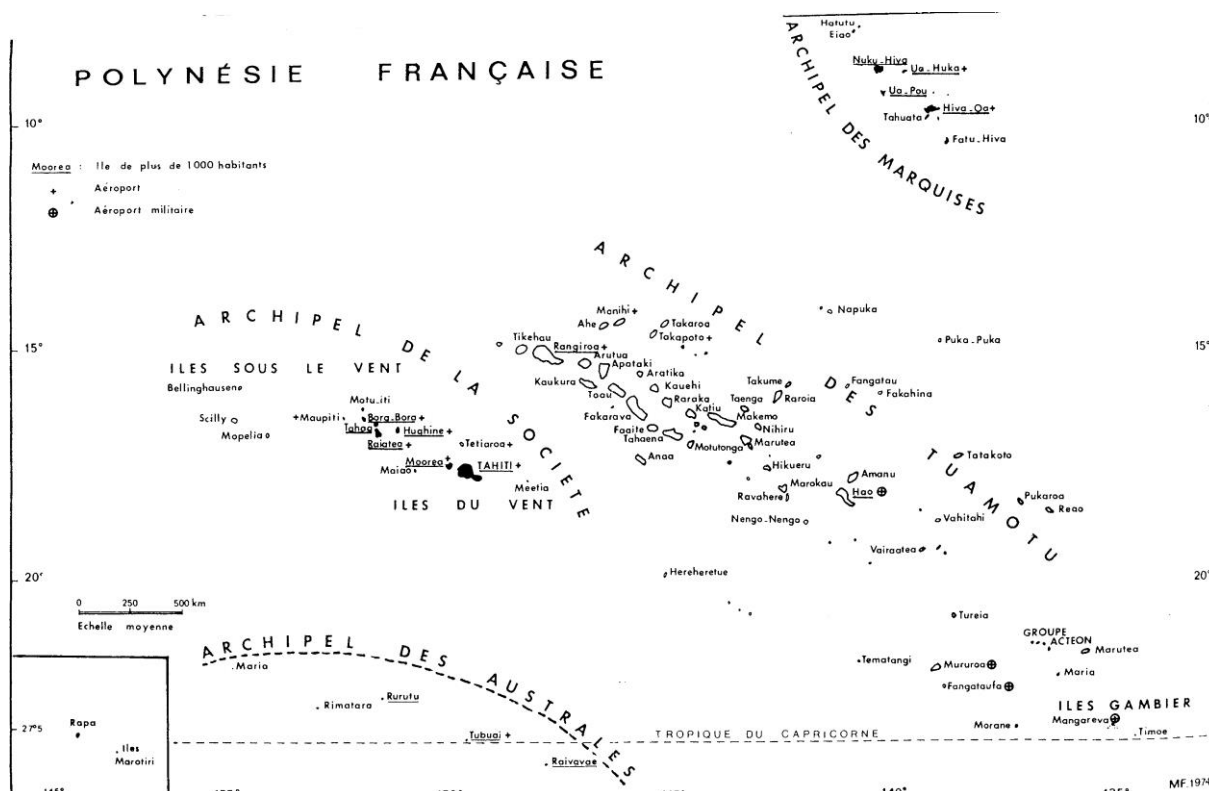 POLYNÉSIE FRANÇAISE
Moorea : Ile de plus de 1000 habitants
+ Aéroport
⊕ Aéroport militaire
ARCHIPEL DES MARQUISES
Hatutu
Eiao
Nuku-Hiva
Ua-Huka+
Ua-Pou
Hiva-Oa+
Tahuata
Fatu-Hiva
10°
10°
ARCHIPEL DES TUAMOTU
Manihi +
Ahe
Takaroa
Takapoto +
Napuka
Puka-Puka
Tikehau
Rangiroa+
Arutua
Apataki
Aratika
Kaukura
Toau
Kauehi
Takume
Fangatau
Fakahina
Raroia
Raraka
Katiu
Taenga
Fakarava
Makemo
Faaite
Nihiru
Tahaena
Motutonga
Marutea
Anaa
Hikueru
Tatakoto
Marokau
Amanu
Ravahere
Hao ⊕
Pukaroa
Reao
Nengo-Nengo
Vahitahi
Vairaatea
Hereheretue
Tureia
15°
15°
ARCHIPEL DE LA SOCIETE
ILES SOUS LE VENT
Bellinghausen
Motu.iti
Scilly
+Maupiti
Bora-Bora+
Tahaa
Huahine+
Mopelia
Raiatea+
Tetiaroa+
Moorea+
TAHITI +
Maiao
Méetia
ILES DU VENT
20°
20°
0 250 500 km
Echelle moyenne
GROUPE
ACTEON
Marutea
Tematangi
Mururoa ⊕
Maria
Fangataufa ⊕
ILES GAMBIER
Mangareva ⊕
Morane
Timoe
ARCHIPEL DES AUSTRALES
Maria
Rimatara
Rurutu
Tubuai +
Raivavae
TROPIQUE DU CAPRICORNE
Rapa
Iles
Marotiri
27°S
MF.1974